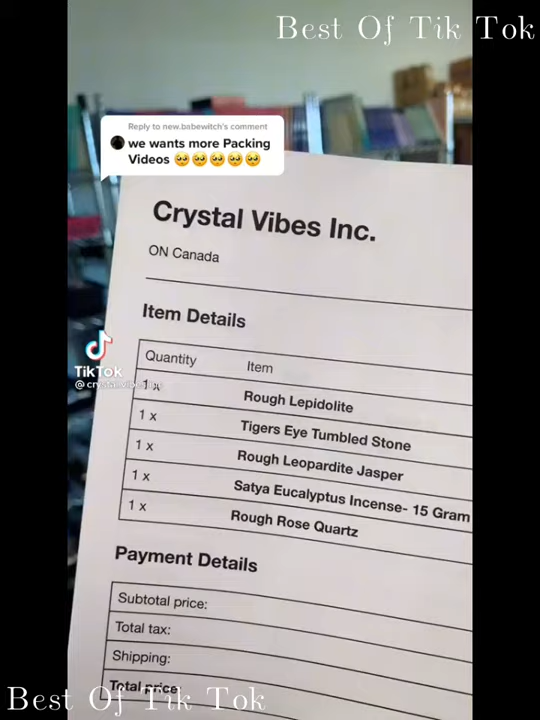 Best Of Tik Tok
Reply to new.babewitch's comment
we wants more Packing
Videos 🥺🥺🥺🥺🥺
Crystal Vibes Inc.
ON Canada
Item Details
Quantity Item
1 x Rough Lepidolite
1 x Tigers Eye Tumbled Stone
1 x Rough Leopardite Jasper
1 x Satya Eucalyptus Incense- 15 Gram
1 x Rough Rose Quartz
TikTok
Payment Details
Subtotal price:
Total tax:
Shipping:
Total price:
Best Of Tik Tok